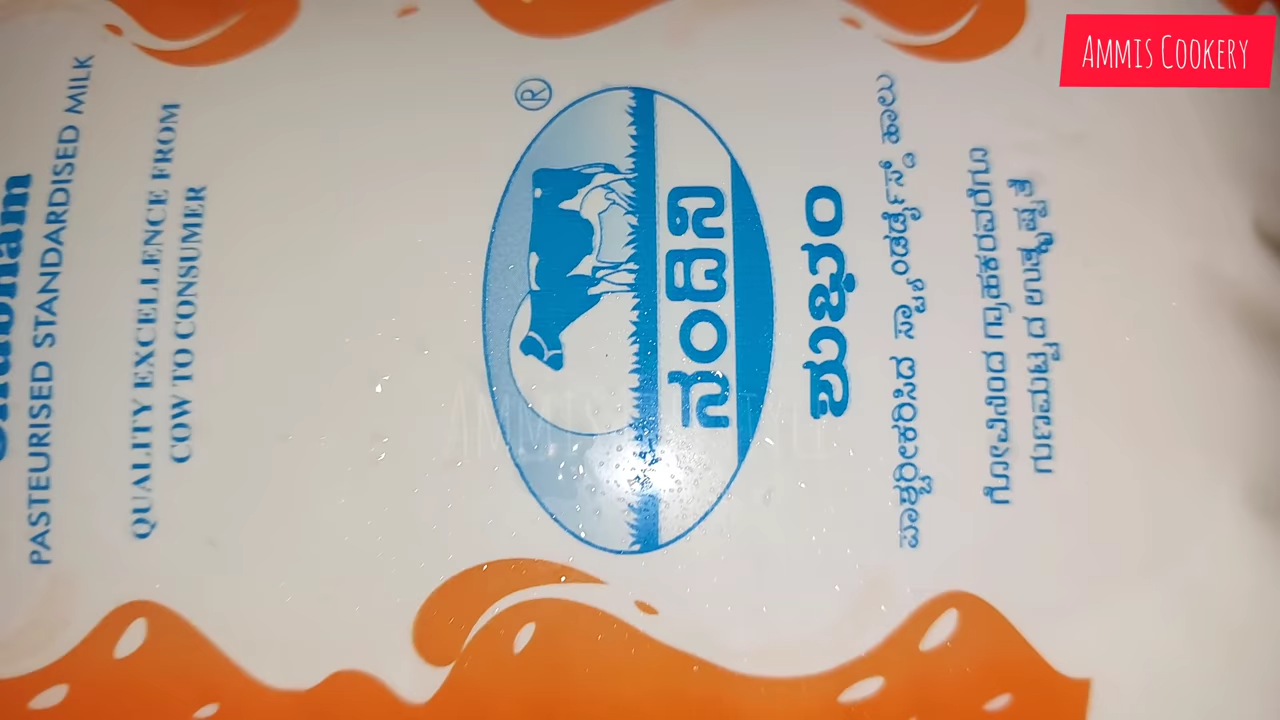 Ammis Cookery
Shubham
PASTEURISED STANDARDISED MILK
QUALITY EXCELLENCE FROM
COW TO CONSUMER
®
ನಂದಿನಿ
ಶುಭಂ
ಪಾಶ್ಚರೀಕರಿಸಿದ ಸ್ಟ್ಯಾಂಡರ್ಡೈಸ್ಡ್ ಹಾಲು
ಗೋವಿನಿಂದ ಗ್ರಾಹಕರವರೆಗೂ
ಗುಣಮಟ್ಟದ ಉತ್ಕೃಷ್ಟತೆ